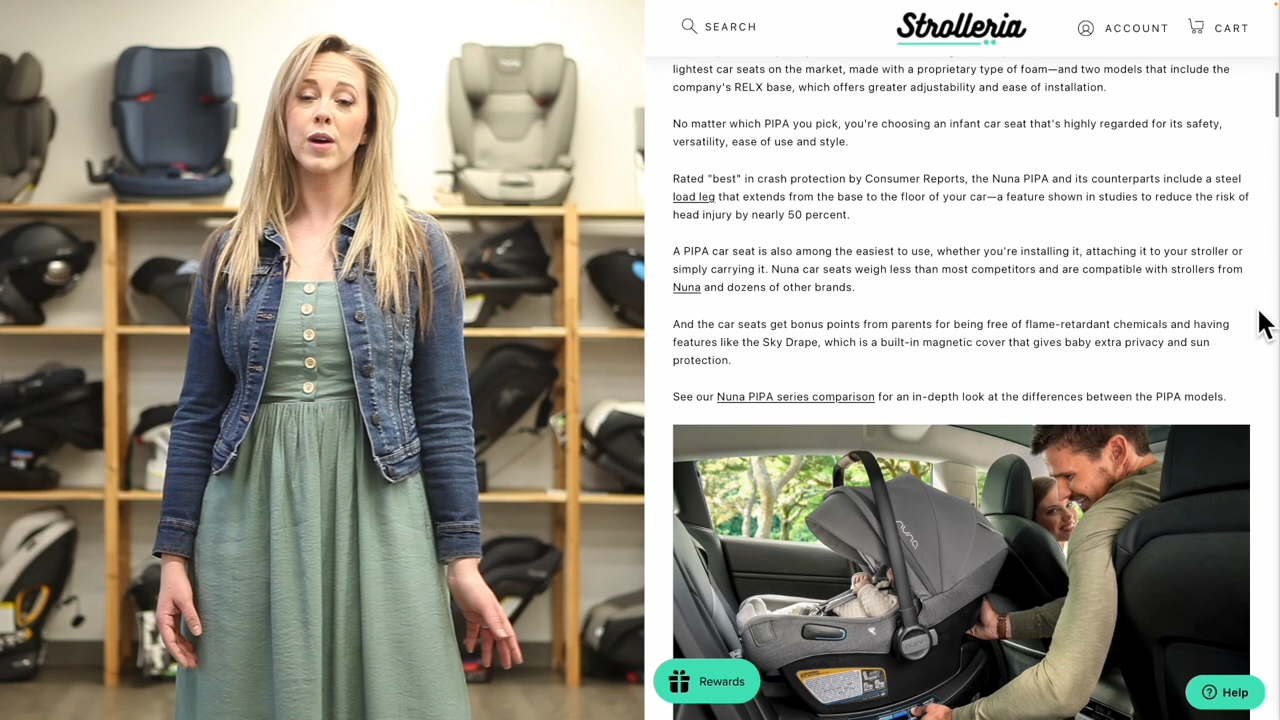 SEARCH
Strolleria
ACCOUNT
CART
lightest car seats on the market, made with a proprietary type of foam—and two models that include the
company's RELX base, which offers greater adjustability and ease of installation.
No matter which PIPA you pick, you're choosing an infant car seat that's highly regarded for its safety,
versatility, ease of use and style.
Rated "best" in crash protection by Consumer Reports, the Nuna PIPA and its counterparts include a steel
load leg that extends from the base to the floor of your car—a feature shown in studies to reduce the risk of
head injury by nearly 50 percent.
A PIPA car seat is also among the easiest to use, whether you're installing it, attaching it to your stroller or
simply carrying it. Nuna car seats weigh less than most competitors and are compatible with strollers from
Nuna and dozens of other brands.
And the car seats get bonus points from parents for being free of flame-retardant chemicals and having
features like the Sky Drape, which is a built-in magnetic cover that gives baby extra privacy and sun
protection.
See our Nuna PIPA series comparison for an in-depth look at the differences between the PIPA models.
nuna
Rewards
Help